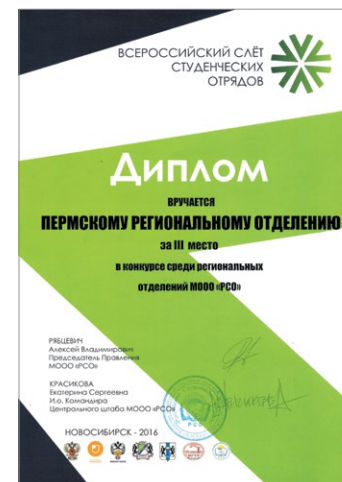 ВСЕРОССИЙСКИЙ СЛЁТ
СТУДЕНЧЕСКИХ
ОТРЯДОВ
ДИПЛОМ
ВРУЧАЕТСЯ
ПЕРМСКОМУ РЕГИОНАЛЬНОМУ ОТДЕЛЕНИЮ
за III место
в конкурсе среди региональных
отделений МООО «РСО»
РЯБЦЕВИЧ
Алексей Владимирович
Председатель Правления
МООО «РСО»
КРАСИКОВА
Екатерина Сергеевна
И.о. Командира
Центрального штаба МООО «РСО»
РСО
НОВОСИБИРСК - 2016